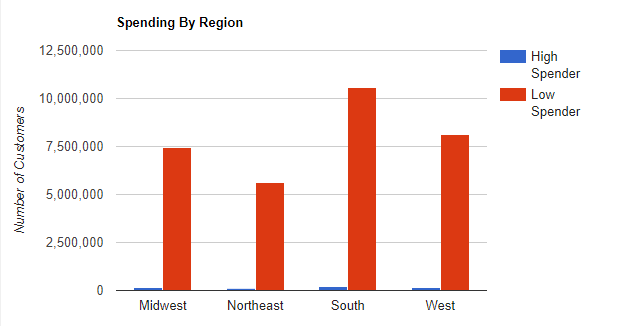 Spending By Region
12,500,000
10,000,000
7,500,000
5,000,000
2,500,000
0
Number of Customers
Midwest
Northeast
South
West
High
Spender
Low
Spender